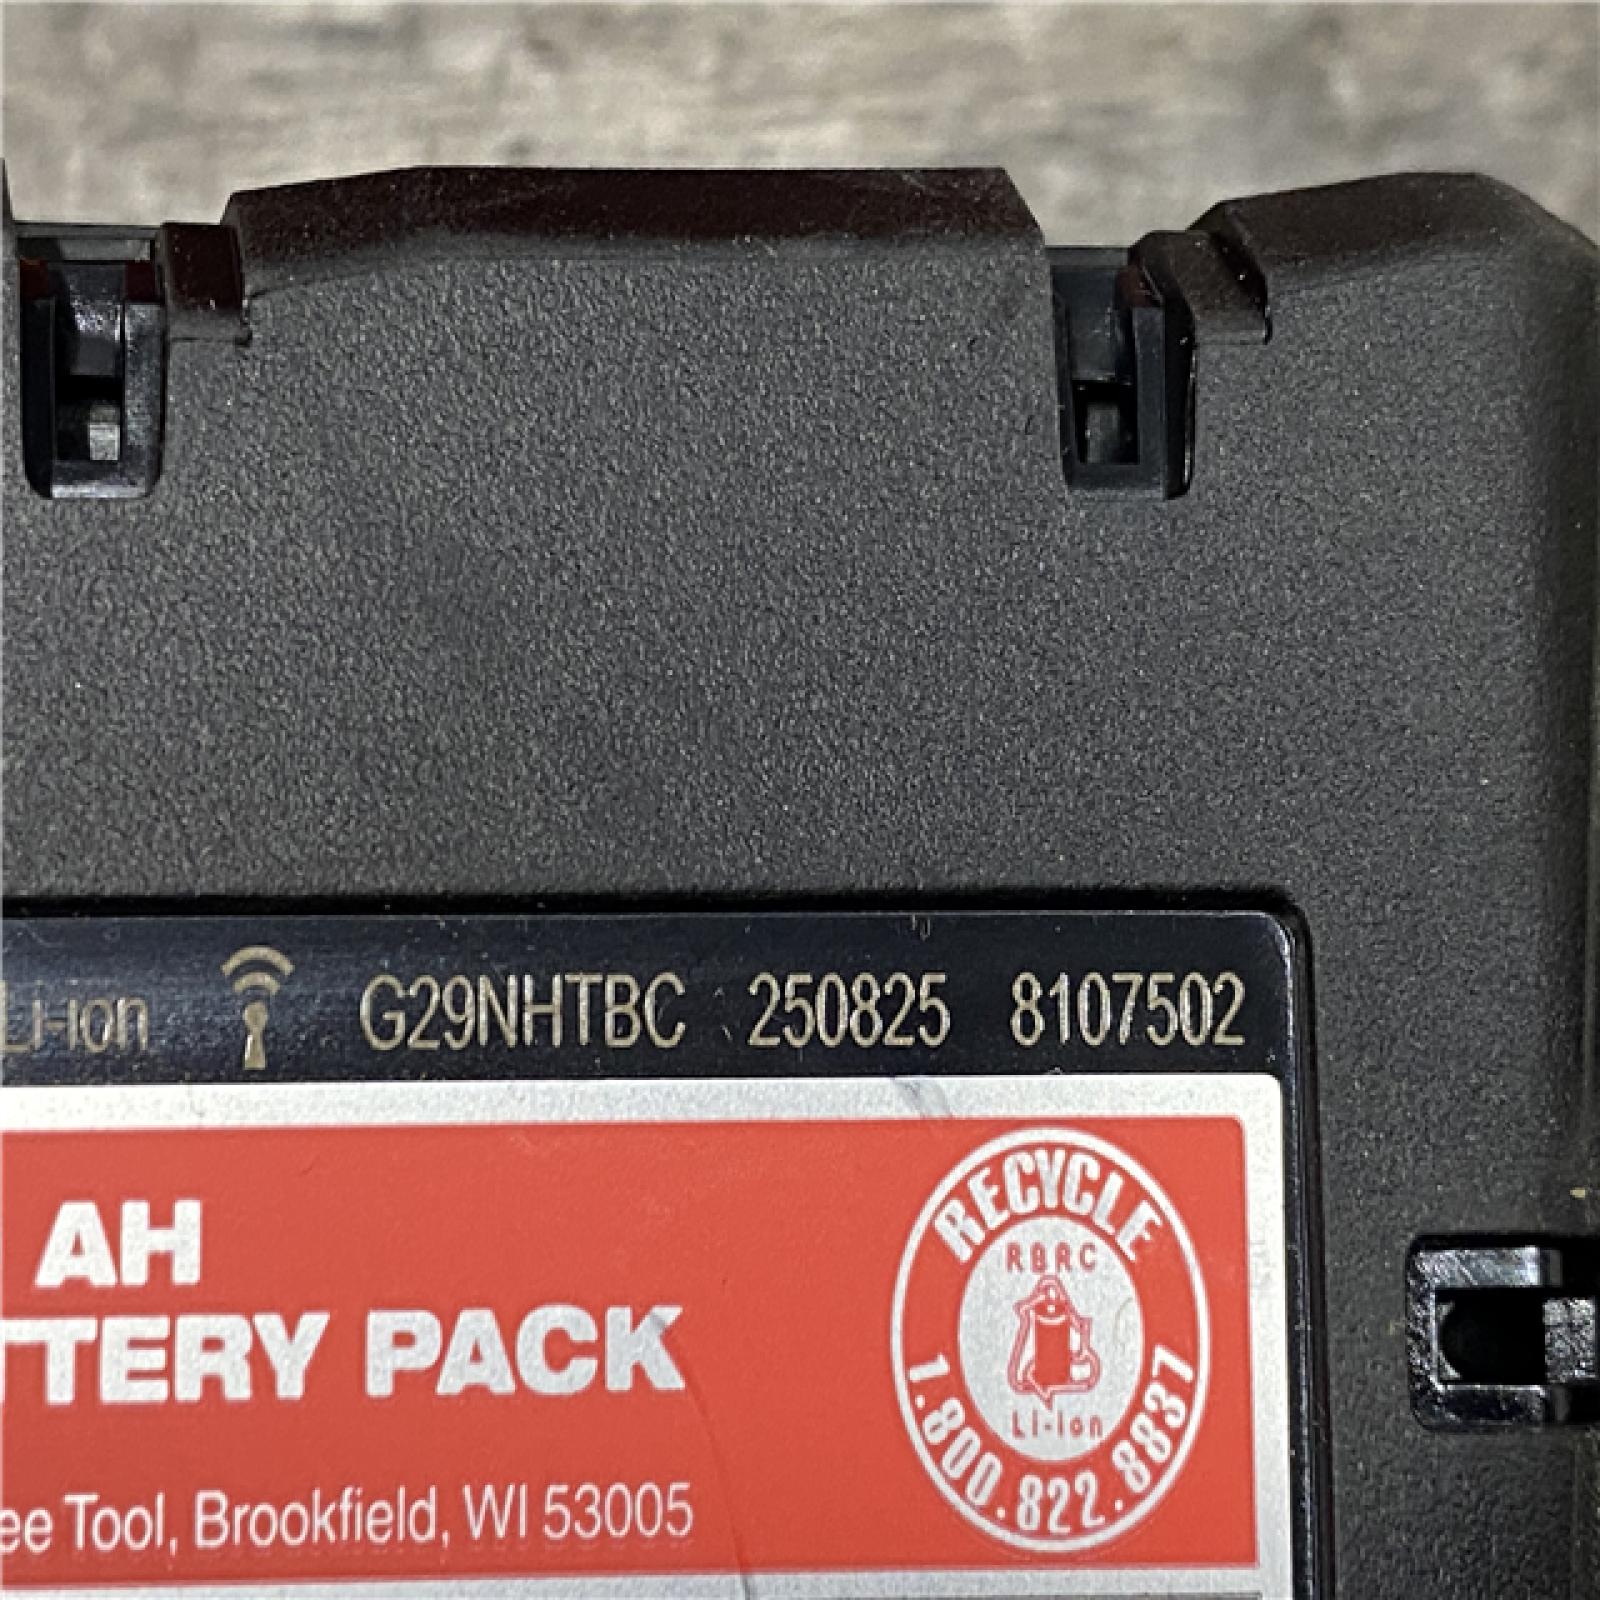 Li-ion G29NHTBC 250825 8107502
AH
TTERY PACK
ee Tool, Brookfield, WI 53005
RECYCLE
RBRC
Li-ion
1.800.822.8837